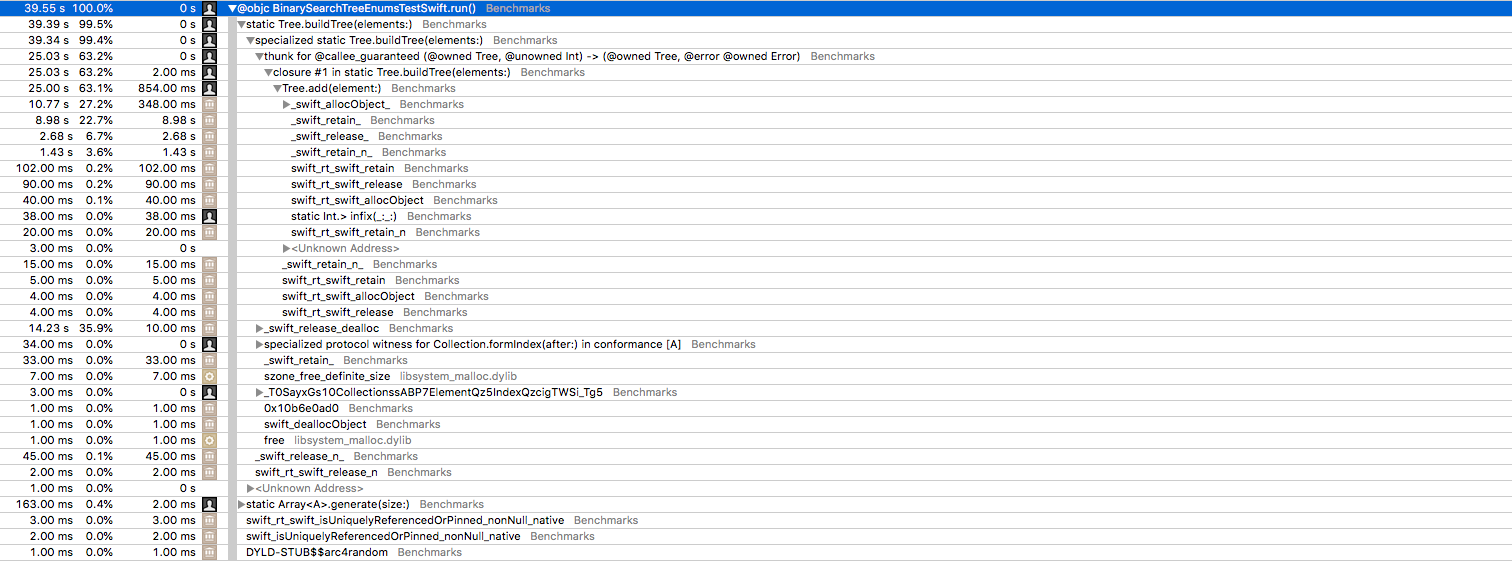 39.55 s 100.0% 0 s ▼@objc BinarySearchTreeEnumsTestSwift.run() Benchmarks
39.39 s 99.5% 0 s ▼static Tree.buildTree(elements:) Benchmarks
39.34 s 99.4% 0 s ▼specialized static Tree.buildTree(elements:) Benchmarks
25.03 s 63.2% 0 s ▼thunk for @callee_guaranteed (@owned Tree, @unowned Int) -> (@owned Tree, @error @owned Error) Benchmarks
25.03 s 63.2% 2.00 ms ▼closure #1 in static Tree.buildTree(elements:) Benchmarks
25.00 s 63.1% 854.00 ms ▼Tree.add(element:) Benchmarks
10.77 s 27.2% 348.00 ms ▶_swift_allocObject_ Benchmarks
8.98 s 22.7% 8.98 s _swift_retain_ Benchmarks
2.68 s 6.7% 2.68 s _swift_release_ Benchmarks
1.43 s 3.6% 1.43 s _swift_retain_n_ Benchmarks
102.00 ms 0.2% 102.00 ms swift_rt_swift_retain Benchmarks
90.00 ms 0.2% 90.00 ms swift_rt_swift_release Benchmarks
40.00 ms 0.1% 40.00 ms swift_rt_swift_allocObject Benchmarks
38.00 ms 0.0% 38.00 ms static Int.> infix(_:_:) Benchmarks
20.00 ms 0.0% 20.00 ms swift_rt_swift_retain_n Benchmarks
3.00 ms 0.0% 0 s ▶<Unknown Address>
15.00 ms 0.0% 15.00 ms _swift_retain_n_ Benchmarks
5.00 ms 0.0% 5.00 ms swift_rt_swift_retain Benchmarks
4.00 ms 0.0% 4.00 ms swift_rt_swift_allocObject Benchmarks
4.00 ms 0.0% 4.00 ms swift_rt_swift_release Benchmarks
14.23 s 35.9% 10.00 ms ▶_swift_release_dealloc Benchmarks
34.00 ms 0.0% 0 s ▶specialized protocol witness for Collection.formIndex(after:) in conformance [A] Benchmarks
33.00 ms 0.0% 33.00 ms _swift_retain_ Benchmarks
7.00 ms 0.0% 7.00 ms szone_free_definite_size libsystem_malloc.dylib
3.00 ms 0.0% 0 s ▶_T0SayxGs10CollectionssABP7ElementQz5IndexQzcigTWSi_Tg5 Benchmarks
1.00 ms 0.0% 1.00 ms 0x10b6e0ad0 Benchmarks
1.00 ms 0.0% 1.00 ms swift_deallocObject Benchmarks
1.00 ms 0.0% 1.00 ms free libsystem_malloc.dylib
45.00 ms 0.1% 45.00 ms _swift_release_n_ Benchmarks
2.00 ms 0.0% 2.00 ms swift_rt_swift_release_n Benchmarks
1.00 ms 0.0% 0 s ▶<Unknown Address>
163.00 ms 0.4% 2.00 ms ▶static Array<A>.generate(size:) Benchmarks
3.00 ms 0.0% 3.00 ms swift_rt_swift_isUniquelyReferencedOrPinned_nonNull_native Benchmarks
2.00 ms 0.0% 2.00 ms swift_isUniquelyReferencedOrPinned_nonNull_native Benchmarks
1.00 ms 0.0% 1.00 ms DYLD-STUB$$arc4random Benchmarks